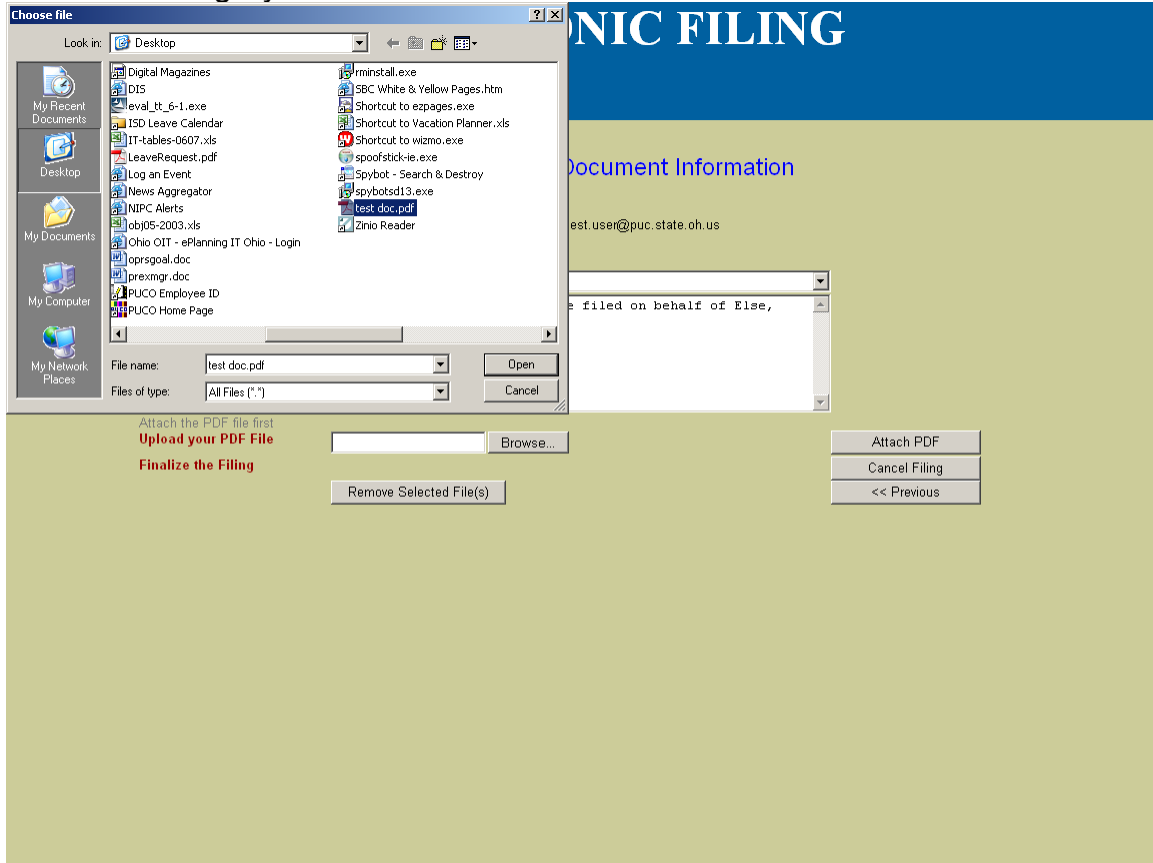 Choose file
NIC FILING
Look in:
Desktop
My Recent
Documents
Desktop
My Documents
My Computer
My Network
Places
Digital Magazines
DIS
eval_tt_6-1.exe
ISD Leave Calendar
IT-tables-0607.xls
LeaveRequest.pdf
Log an Event
News Aggregator
NIPC Alerts
obj05-2003.xls
Ohio OIT - ePlanning IT Ohio - Login
oprsgoal.doc
prexmgr.doc
PUCO Employee ID
PUCO Home Page
rminstall.exe
SBC White & Yellow Pages.htm
Shortcut to ezpages.exe
Shortcut to Vacation Planner.xls
Shortcut to wizmo.exe
spoofstick-ie.exe
Spybot - Search & Destroy
spybotsd13.exe
test doc.pdf
Zinio Reader
File name:
test doc.pdf
Open
Files of type:
All Files (*.*)
Cancel
Document Information
est.user@puc.state.oh.us
e filed on behalf of Else,
Attach the PDF file first
Upload your PDF File
Browse...
Attach PDF
Finalize the Filing
Cancel Filing
Remove Selected File(s)
<< Previous